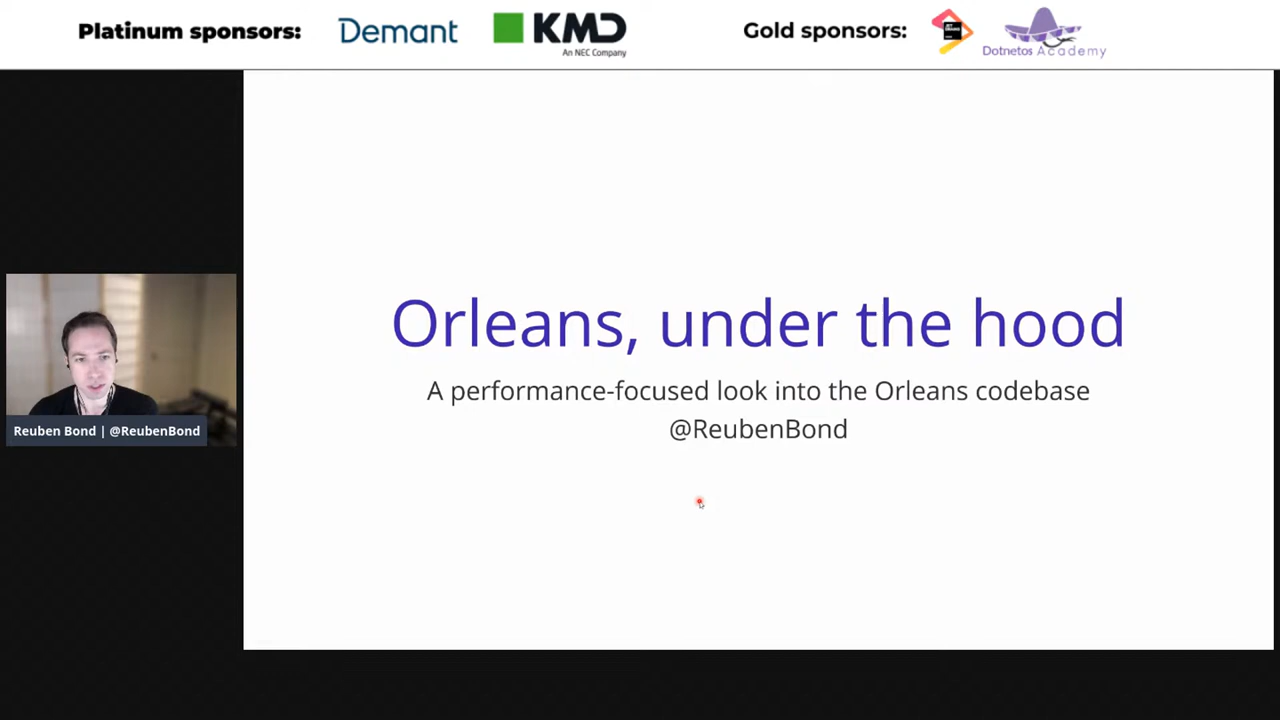 Platinum sponsors:
Demant
KMD
An NEC Company
Gold sponsors:
Dotnetos Academy
Orleans, under the hood
A performance-focused look into the Orleans codebase
@ReubenBond
Reuben Bond | @ReubenBond